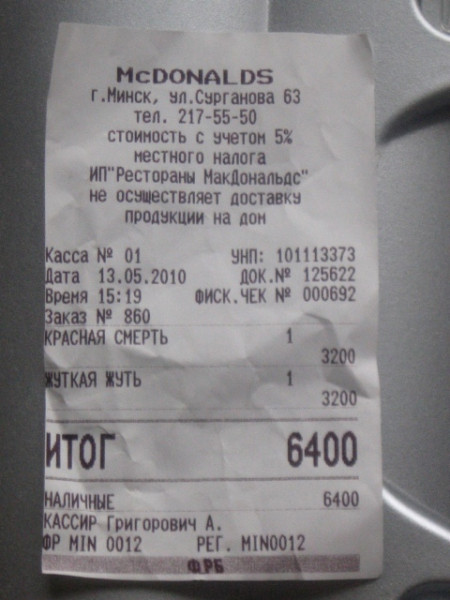 McDONALDS
г.Минск, ул.Сурганова 63
тел. 217-55-50
стоимость с учетом 5%
местного налога
ИП"Рестораны МакДональдс"
не осуществляет доставку
продукции на дом
Касса № 01 УНП: 101113373
Дата 13.05.2010 ДОК.№ 125622
Время 15:19 ФИСК.ЧЕК № 000692
Заказ № 860
КРАСНАЯ СМЕРТЬ 1
3200
ЖУТКАЯ ЖУТЬ 1
3200
ИТОГ 6400
НАЛИЧНЫЕ 6400
КАССИР Григорович А.
ФР MIN 0012 РЕГ. MIN0012
ФРБ